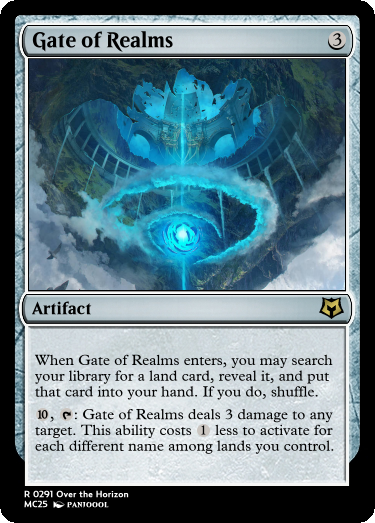 Gate of Realms 3
Artifact
When Gate of Realms enters, you may search
your library for a land card, reveal it, and put
that card into your hand. If you do, shuffle.
10, : Gate of Realms deals 3 damage to any
target. This ability costs 1 less to activate for
each different name among lands you control.
R 0291 Over the Horizon
MC25 PANJOOOL